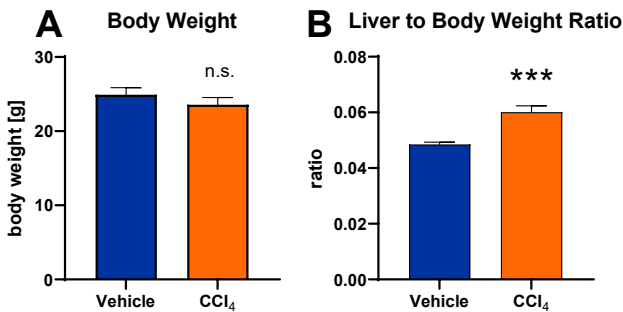 A Body Weight
n.s.
body weight [g]
30
20
10
0
Vehicle CCl₄
B Liver to Body Weight Ratio
***
ratio
0.08
0.06
0.04
0.02
0.00
Vehicle CCl₄